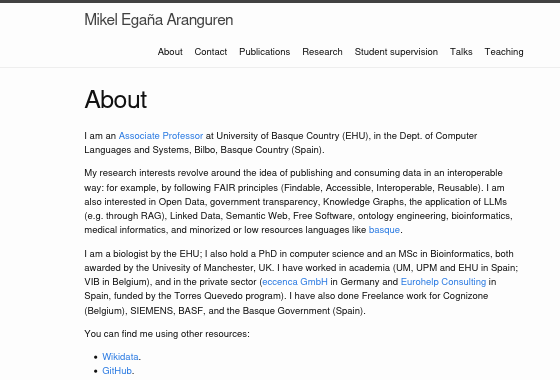 Mikel Egaña Aranguren
About Contact Publications Research Student supervision Talks Teaching
About
I am an Associate Professor at University of Basque Country (EHU), in the Dept. of Computer
Languages and Systems, Bilbo, Basque Country (Spain).
My research interests revolve around the idea of publishing and consuming data in an interoperable
way: for example, by following FAIR principles (Findable, Accessible, Interoperable, Reusable). I am
also interested in Open Data, government transparency, Knowledge Graphs, the application of LLMs
(e.g. through RAG), Linked Data, Semantic Web, Free Software, ontology engineering, bioinformatics,
medical informatics, and minorized or low resources languages like basque.
I am a biologist by the EHU; I also hold a PhD in computer science and an MSc in Bioinformatics, both
awarded by the Univesity of Manchester, UK. I have worked in academia (UM, UPM and EHU in Spain;
VIB in Belgium), and in the private sector (eccenca GmbH in Germany and Eurohelp Consulting in
Spain, funded by the Torres Quevedo program). I have also done Freelance work for Cognizone
(Belgium), SIEMENS, BASF, and the Basque Government (Spain).
You can find me using other resources:
• Wikidata.
• GitHub.